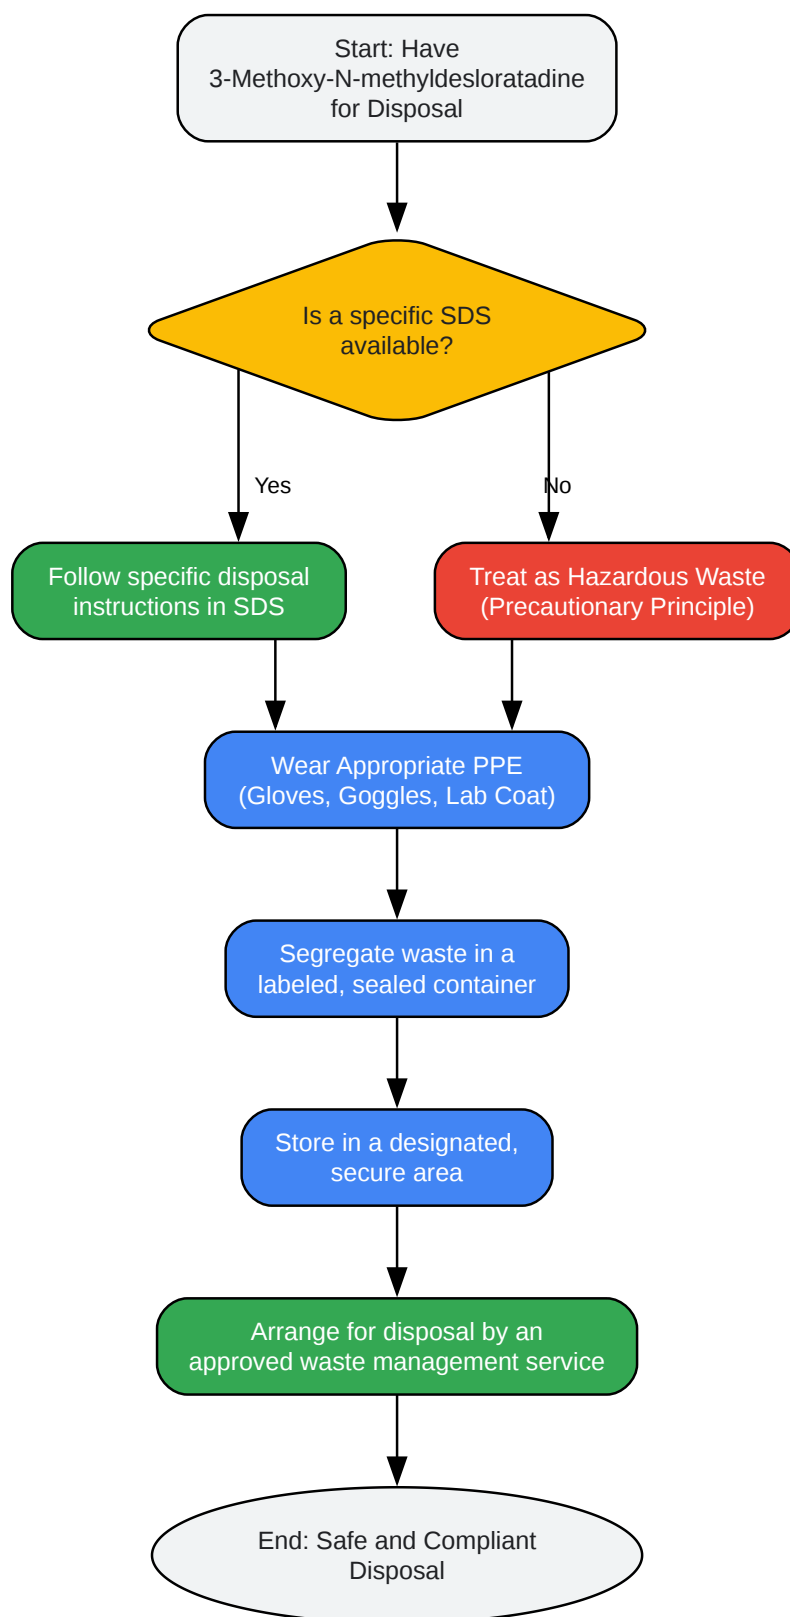 Start: Have
3-Methoxy-N-methyldesloratadine
for Disposal
Is a specific SDS
available?
Yes
No
Follow specific disposal
instructions in SDS
Treat as Hazardous Waste
(Precautionary Principle)
Wear Appropriate PPE
(Gloves, Goggles, Lab Coat)
Segregate waste in a
labeled, sealed container
Store in a designated,
secure area
Arrange for disposal by an
approved waste management service
End: Safe and Compliant
Disposal